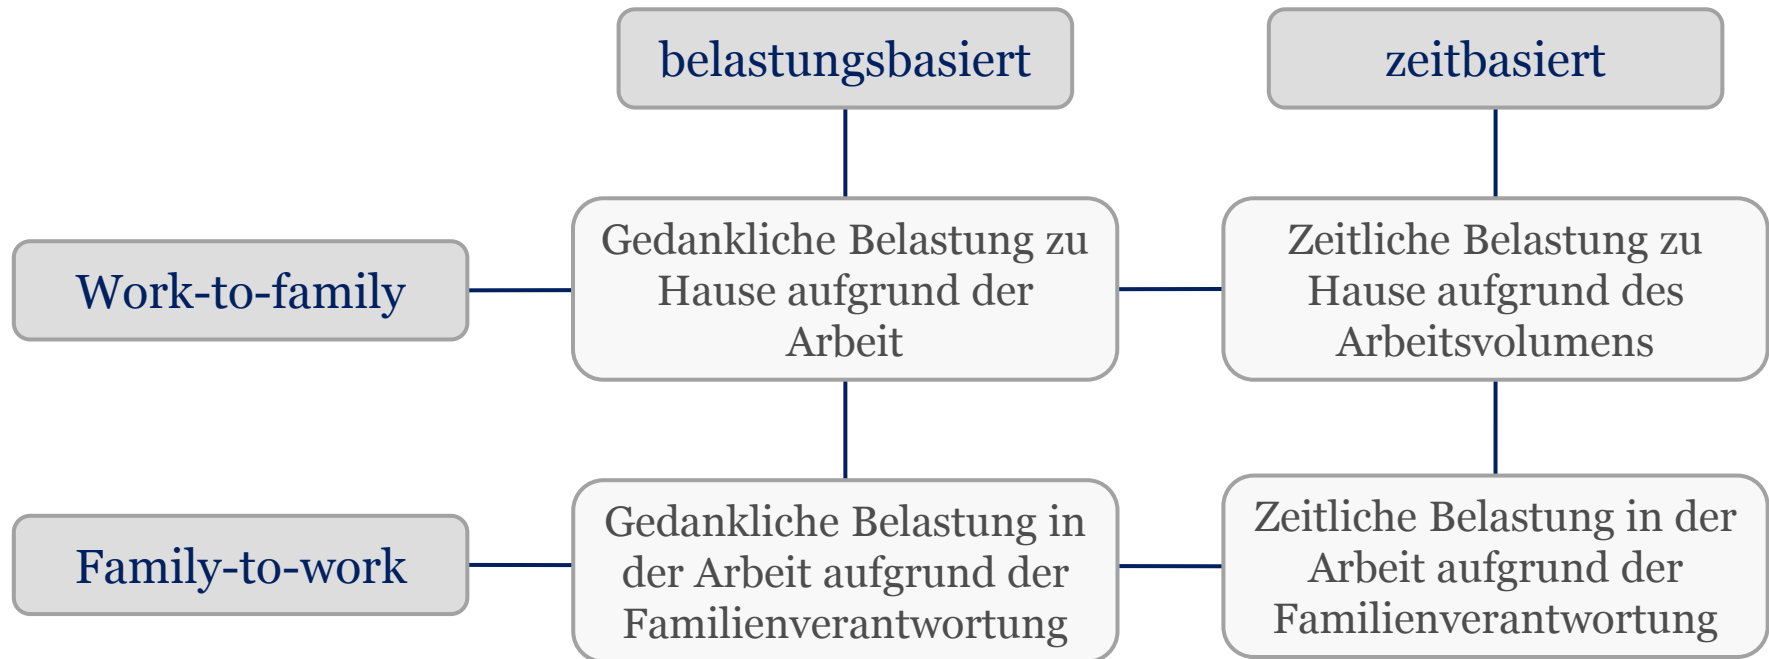 belastungsbasiert
zeitbasiert
Work-to-family
Gedankliche Belastung zu
Hause aufgrund der
Arbeit
Zeitliche Belastung zu
Hause aufgrund des
Arbeitsvolumens
Family-to-work
Gedankliche Belastung in
der Arbeit aufgrund der
Familienverantwortung
Zeitliche Belastung in der
Arbeit aufgrund der
Familienverantwortung